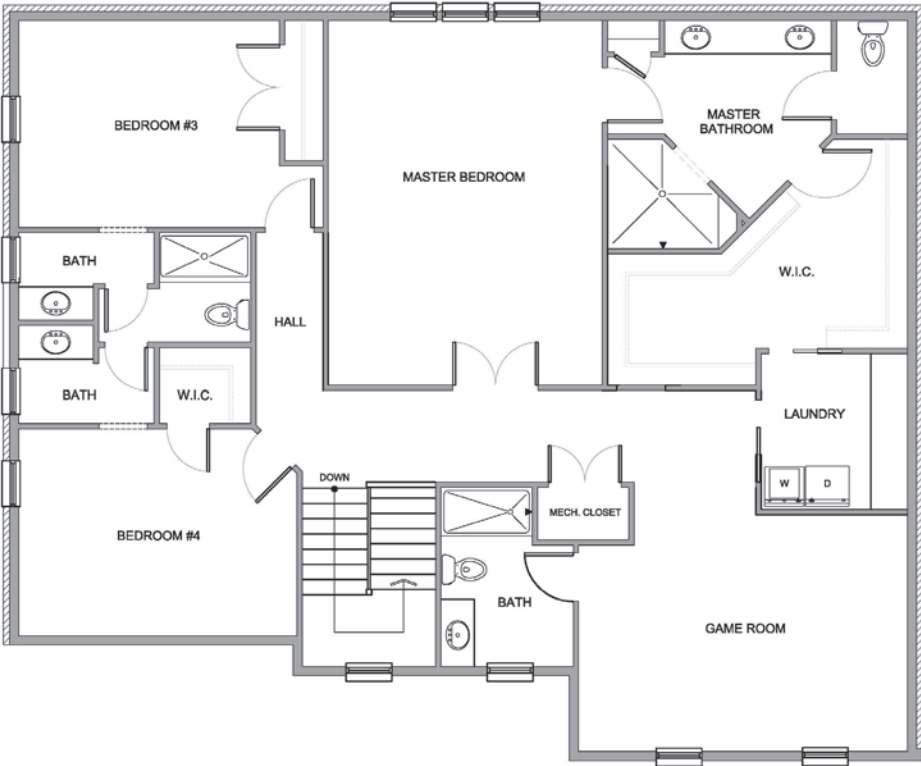 BEDROOM #3
MASTER BEDROOM
MASTER
BATHROOM
BATH
W.I.C.
HALL
BATH
W.I.C.
LAUNDRY
DOWN
W
D
MECH. CLOSET
BEDROOM #4
BATH
GAME ROOM